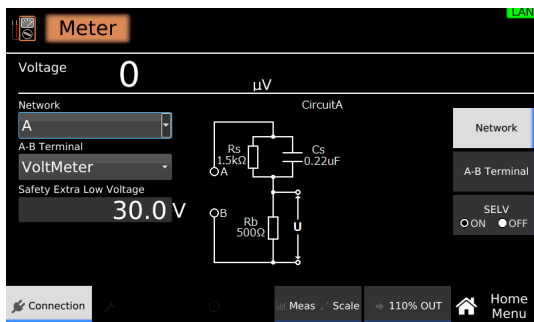 LAN
Meter
Voltage
0
µV
Network
A
A-B Terminal
VoltMeter
Safety Extra Low Voltage
30.0 V
CircuitA
Rs
1.5kΩ
Cs
0.22uF
A
B
Rb
500Ω
U
Network
A-B Terminal
SELV
ON OFF
Connection
Meas Scale
110% OUT
Home
Menu